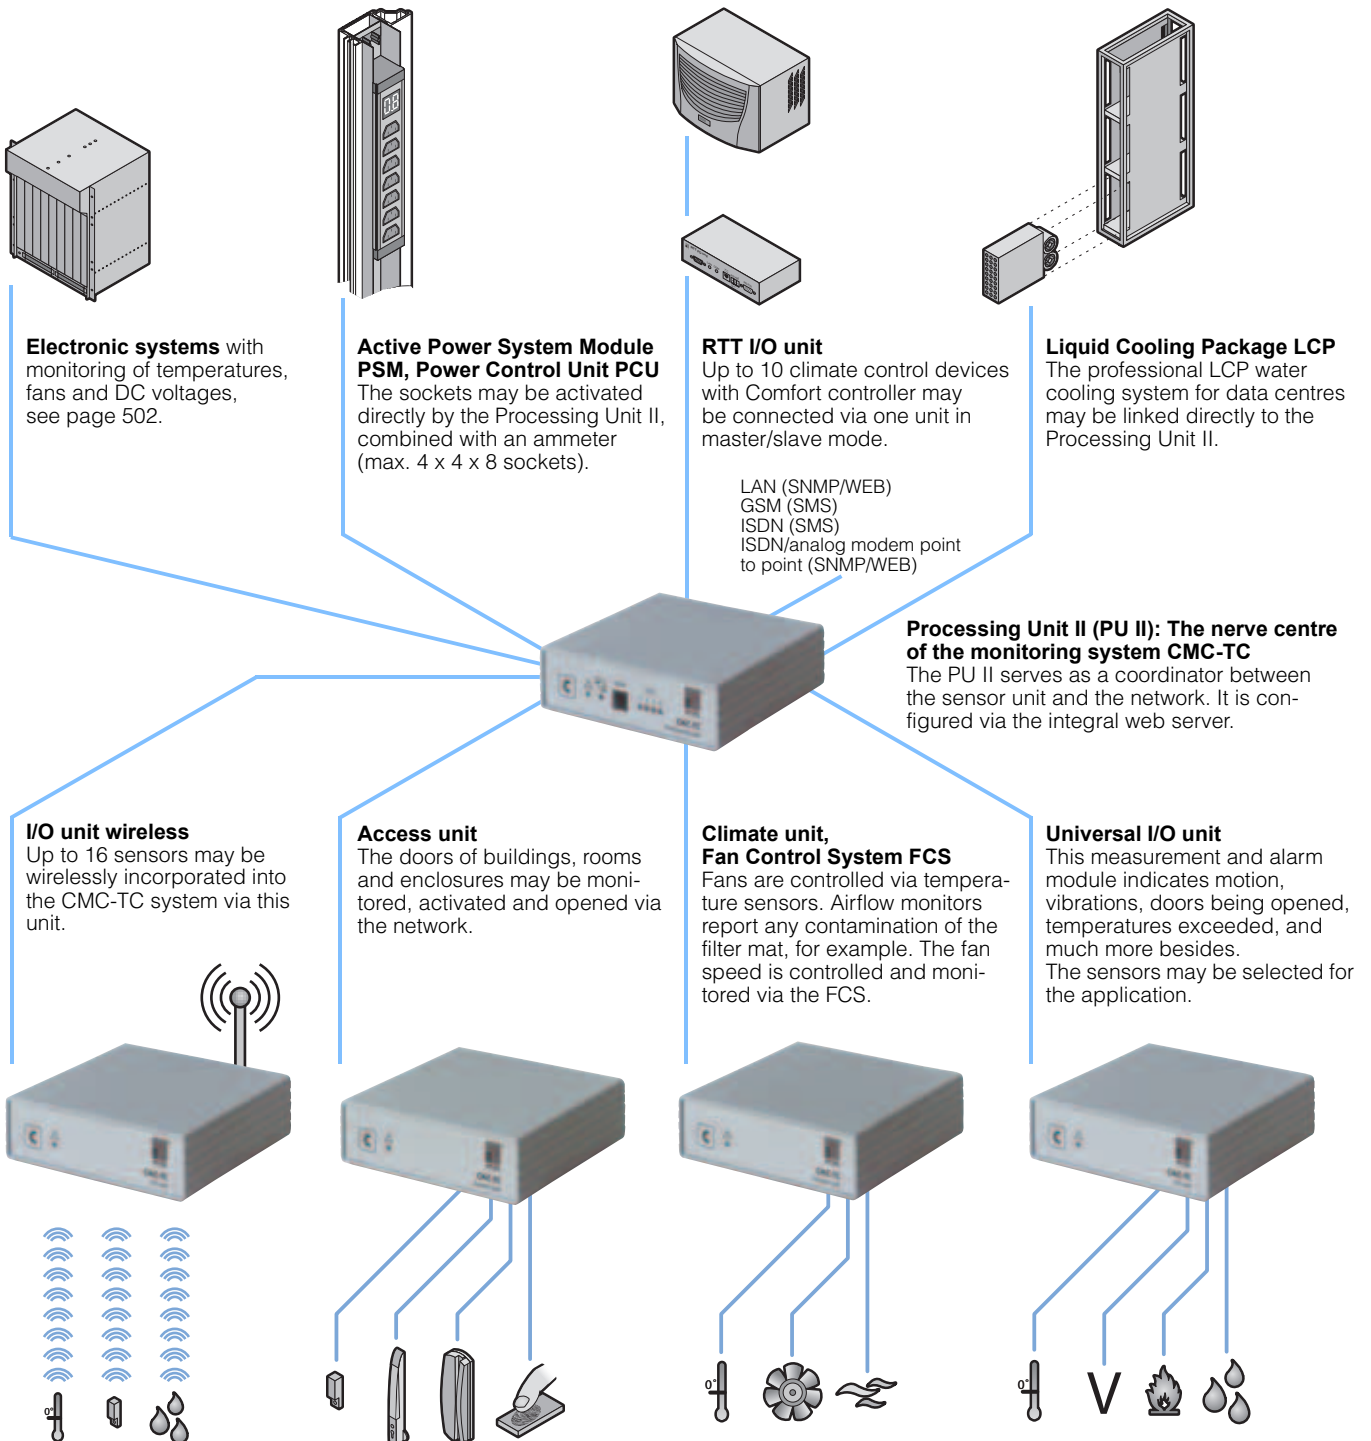 Electronic systems with
monitoring of temperatures,
fans and DC voltages,
see page 502.
Active Power System Module
PSM, Power Control Unit PCU
The sockets may be activated
directly by the Processing Unit II,
combined with an ammeter
(max. 4 x 4 x 8 sockets).
RTT I/O unit
Up to 10 climate control devices
with Comfort controller may
be connected via one unit in
master/slave mode.
Liquid Cooling Package LCP
The professional LCP water
cooling system for data centres
may be linked directly to the
Processing Unit II.
LAN (SNMP/WEB)
GSM (SMS)
ISDN (SMS)
ISDN/analog modem point
to point (SNMP/WEB)
Processing Unit II (PU II): The nerve centre
of the monitoring system CMC-TC
The PU II serves as a coordinator between
the sensor unit and the network. It is con-
figured via the integral web server.
I/O unit wireless
Up to 16 sensors may be
wirelessly incorporated into
the CMC-TC system via this
unit.
Access unit
The doors of buildings, rooms
and enclosures may be moni-
tored, activated and opened via
the network.
Climate unit,
Fan Control System FCS
Fans are controlled via tempera-
ture sensors. Airflow monitors
report any contamination of the
filter mat, for example. The fan
speed is controlled and moni-
tored via the FCS.
Universal I/O unit
This measurement and alarm
module indicates motion,
vibrations, doors being opened,
temperatures exceeded, and
much more besides.
The sensors may be selected for
the application.
CMC-TC
CMC-TC
CMC-TC
CMC-TC
CMC-TC
0°
0°
0°
V